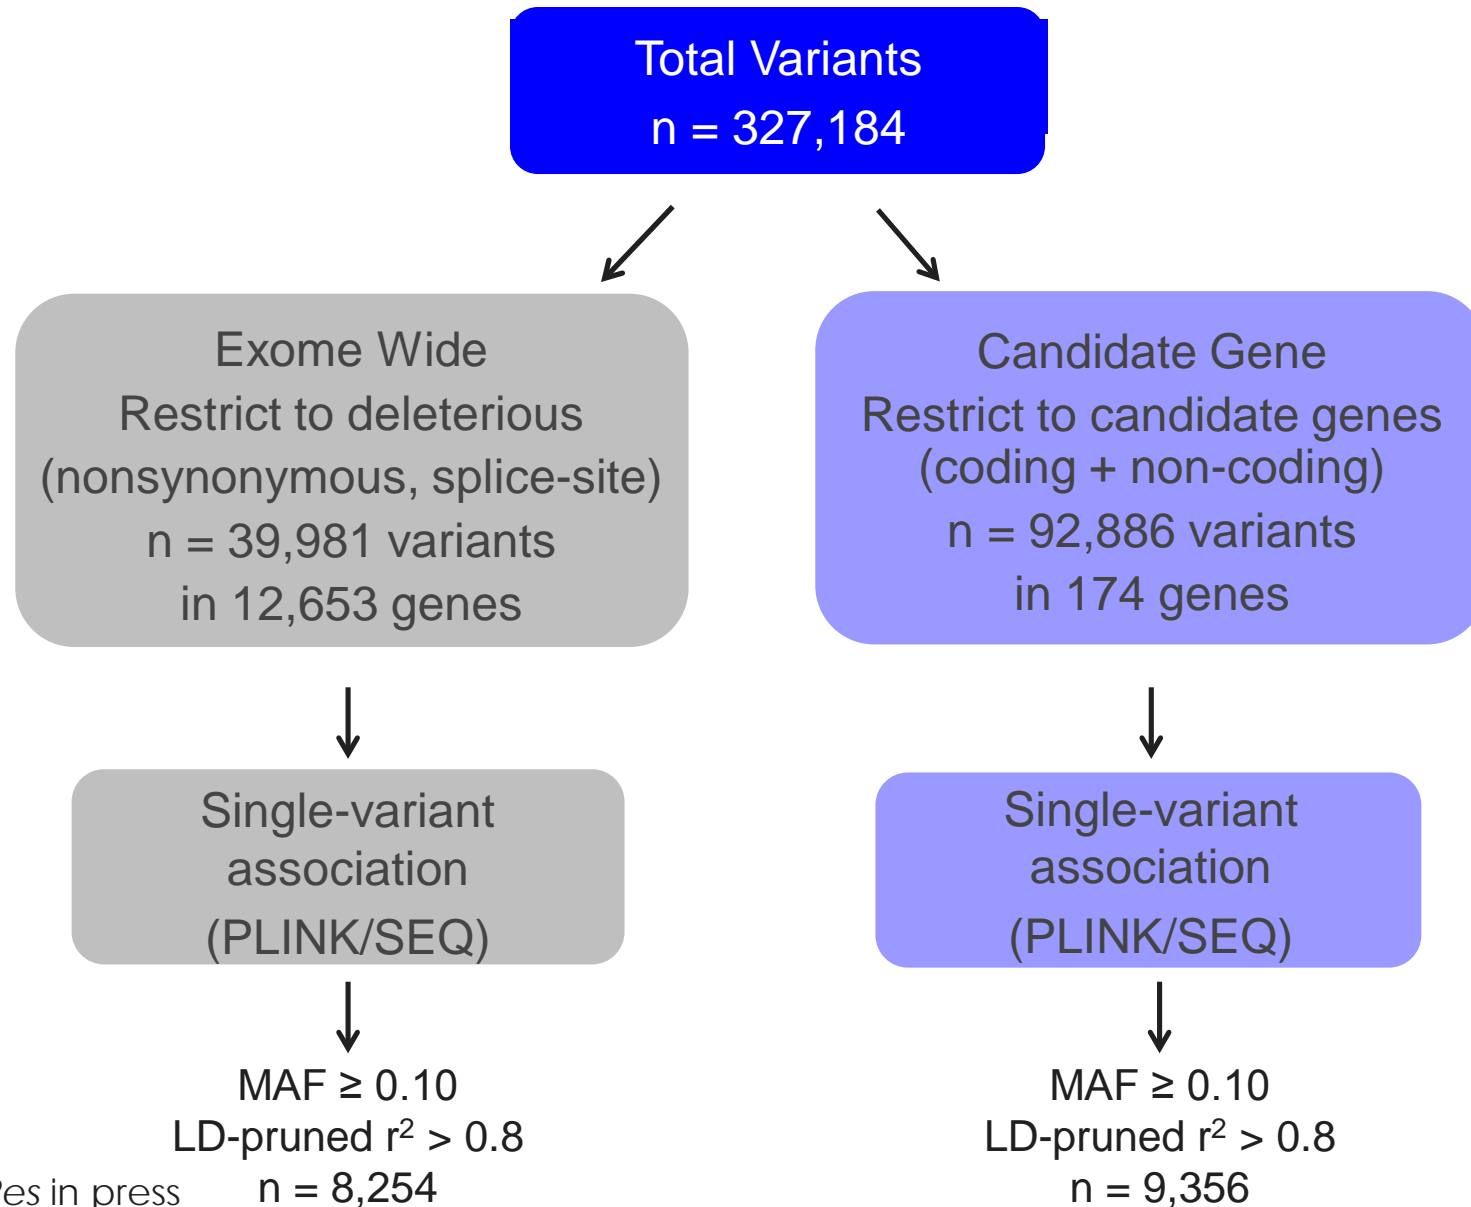 Total Variants
n = 327,184
Exome Wide
Restrict to deleterious
(nonsynonymous, splice-site)
n = 39,981 variants
in 12,653 genes
Candidate Gene
Restrict to candidate genes
(coding + non-coding)
n = 92,886 variants
in 174 genes
Single-variant
association
(PLINK/SEQ)
Single-variant
association
(PLINK/SEQ)
MAF ≥ 0.10
LD-pruned r² > 0.8
n = 8,254
MAF ≥ 0.10
LD-pruned r² > 0.8
n = 9,356
in press